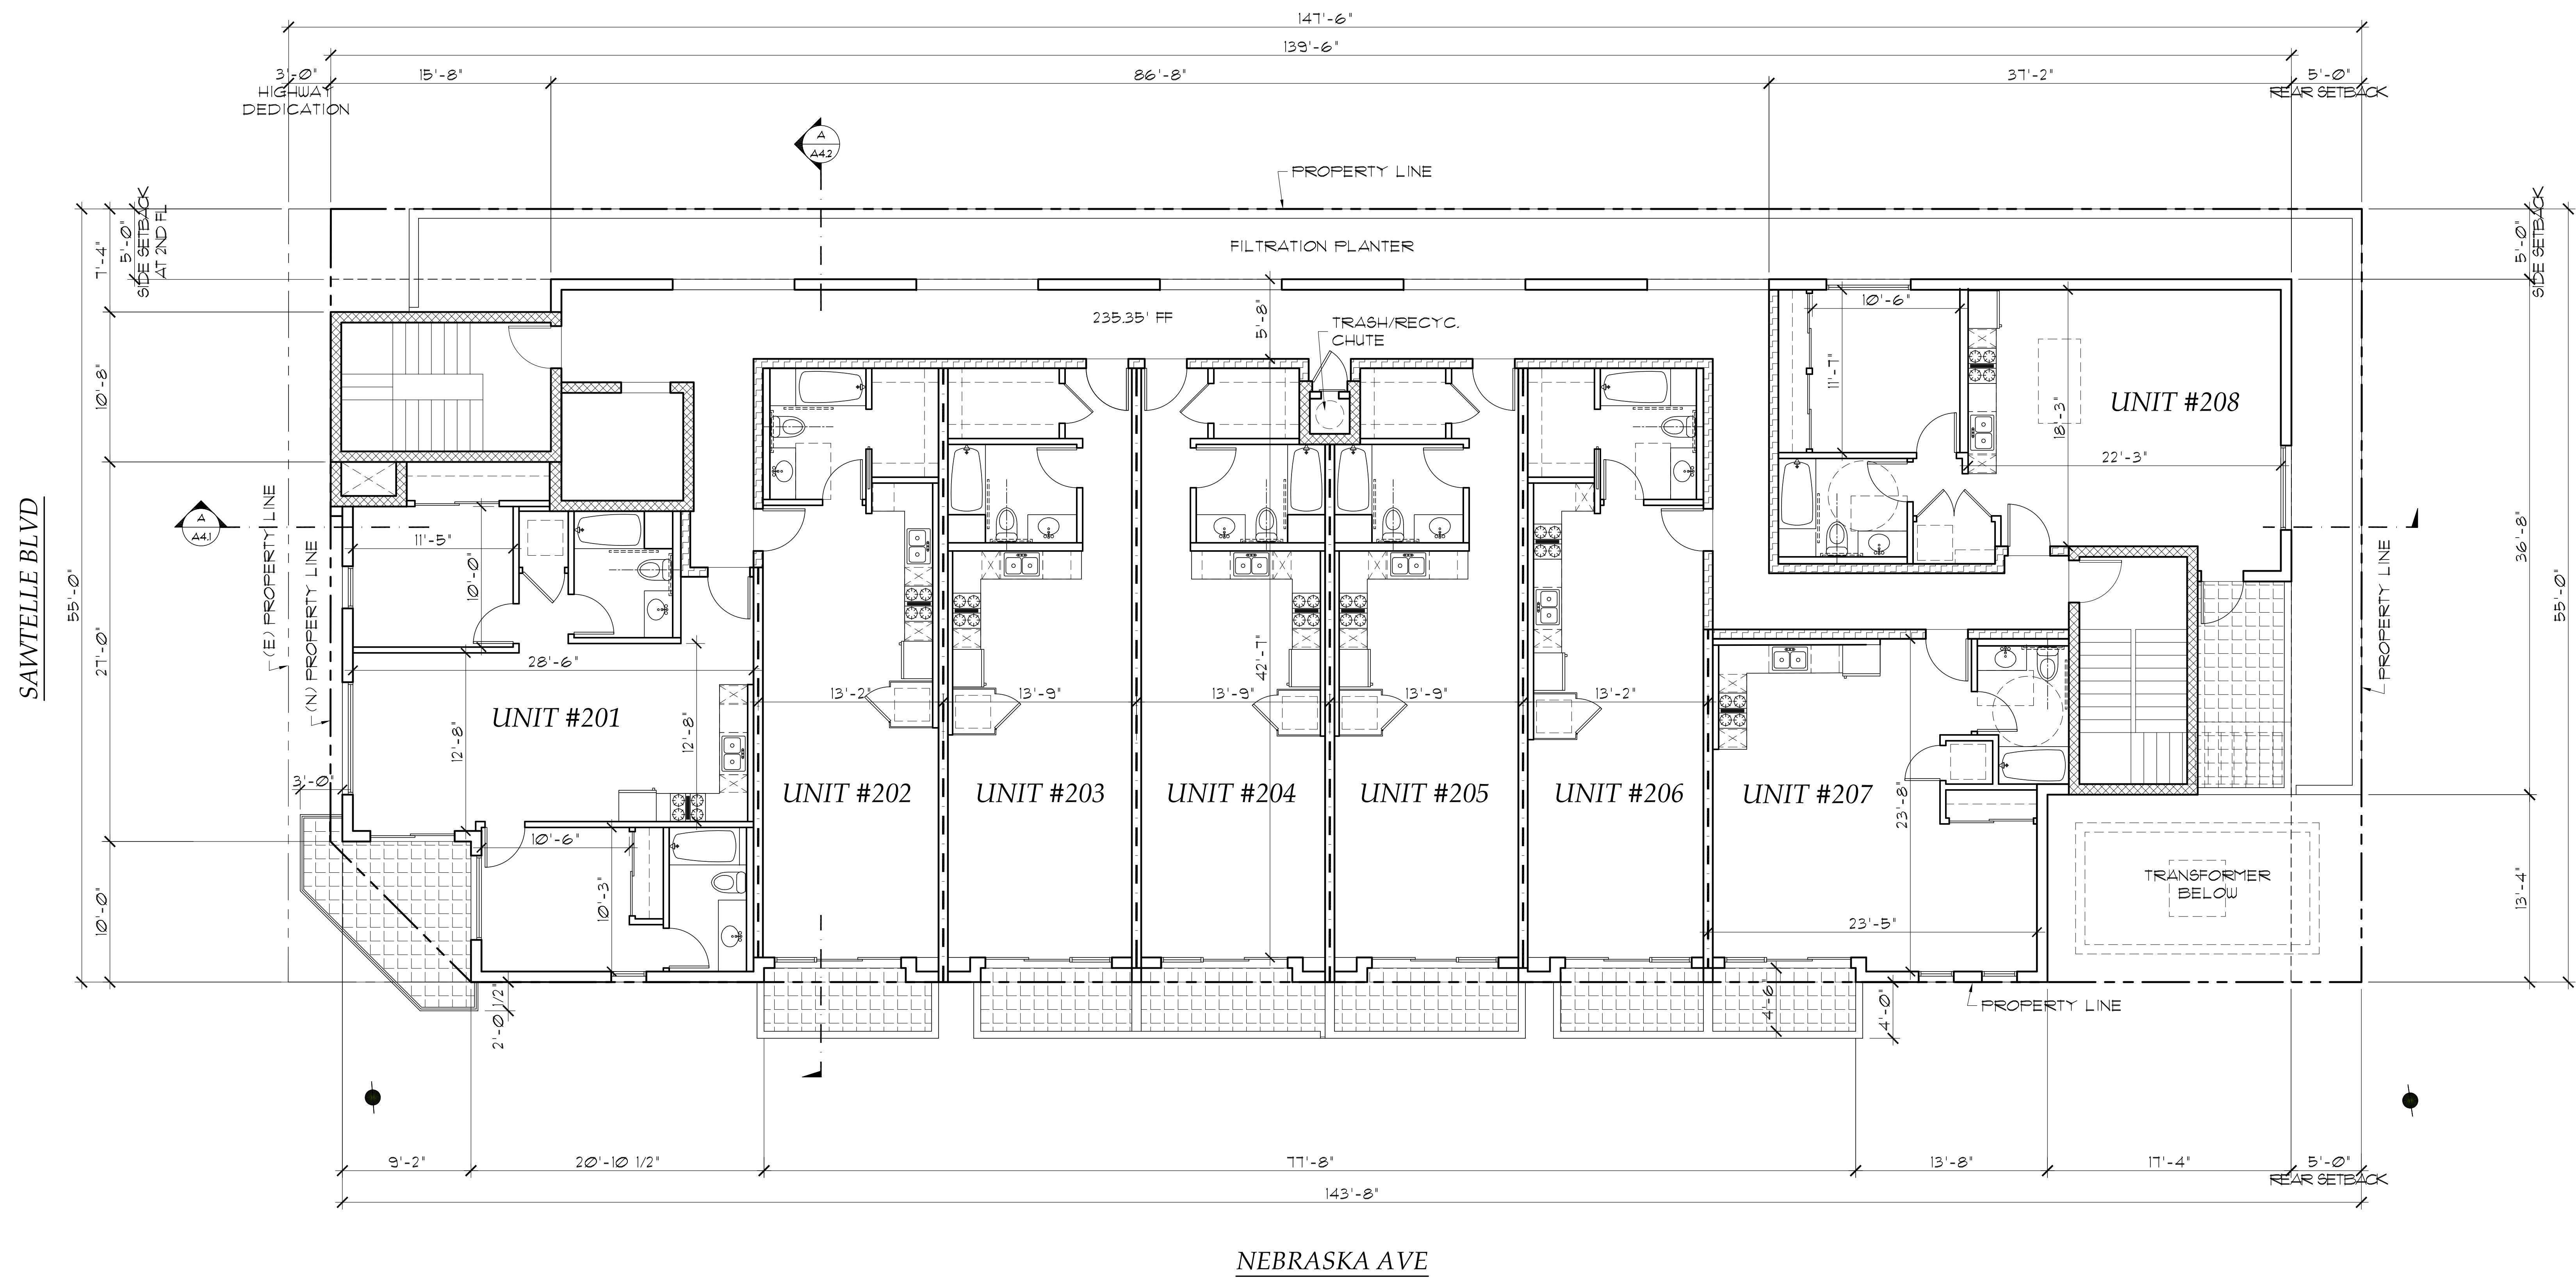 147'-6"
139'-6"
3'-0"
15'-8"
86'-8"
37'-2"
5'-0"
HIGHWAY
DEDICATION
REAR SETBACK
A
A4.2
PROPERTY LINE
5'-0"
SIDE SETBACK
AT 2ND FL
7'-4"
FILTRATION PLANTER
5'-0"
SIDE SETBACK
10'-6"
235.35' FF
5'-8"
TRASH/RECYC.
CHUTE
11'-7"
10'-8"
18'-3"
UNIT #208
22'-3"
SAWTELLE BLVD
A
A4.1
(E) PROPERTY LINE
(N) PROPERTY LINE
11'-5"
10'-0"
55'-0"
27'-0"
36'-8"
55'-0"
PROPERTY LINE
28'-6"
42'-7"
13'-2"
13'-9"
13'-9"
13'-9"
13'-2"
UNIT #201
12'-8"
12'-8"
3'-0"
UNIT #202
UNIT #203
UNIT #204
UNIT #205
UNIT #206
UNIT #207
23'-8"
10'-6"
10'-3"
10'-0"
TRANSFORMER
BELOW
13'-4"
23'-5"
2'-0 1/2"
4'-6"
4'-0"
PROPERTY LINE
9'-2"
20'-10 1/2"
77'-8"
13'-8"
17'-4"
5'-0"
REAR SETBACK
143'-8"
NEBRASKA AVE